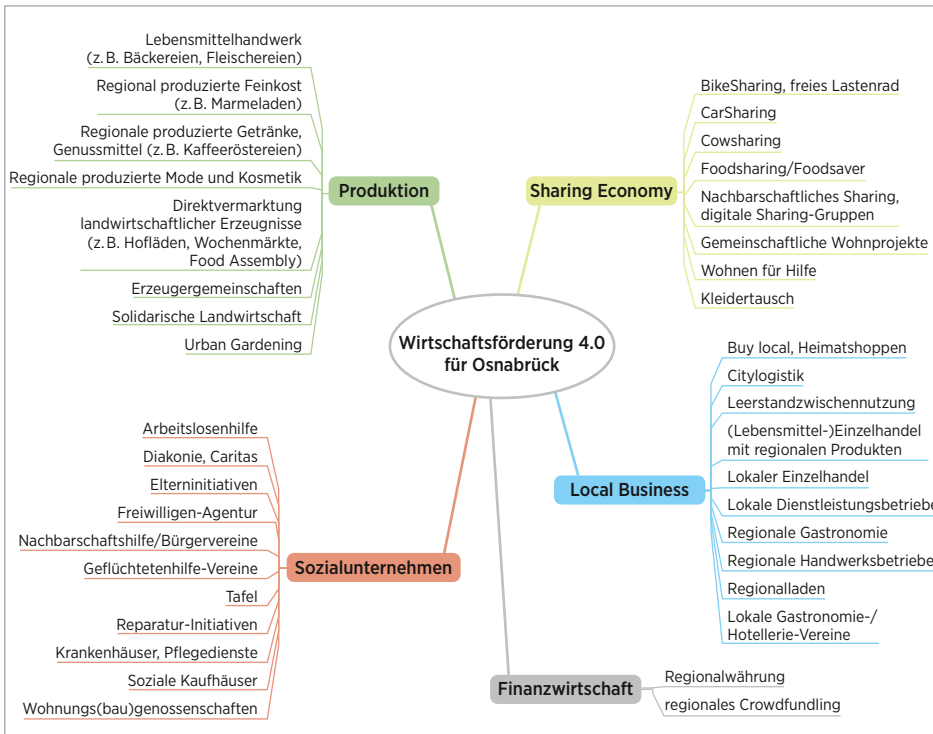 Lebensmittelhandwerk
(z. B. Bäckereien, Fleischereien)
Regional produzierte Feinkost
(z. B. Marmeladen)
Regionale produzierte Getränke,
Genussmittel (z. B. Kaffeeröstereien)
Regionale produzierte Mode und Kosmetik
Direktvermarktung
landwirtschaftlicher Erzeugnisse
(z. B. Hofläden, Wochenmärkte,
Food Assembly)
Erzeugergemeinschaften
Solidarische Landwirtschaft
Urban Gardening
Produktion
Sharing Economy
BikeSharing, freies Lastenrad
CarSharing
Cowsharing
Foodsharing/Foodsaver
Nachbarschaftliches Sharing,
digitale Sharing-Gruppen
Gemeinschaftliche Wohnprojekte
Wohnen für Hilfe
Kleidertausch
Wirtschaftsförderung 4.0
für Osnabrück
Arbeitslosenhilfe
Diakonie, Caritas
Elterninitiativen
Freiwilligen-Agentur
Nachbarschaftshilfe/Bürgervereine
Geflüchtetenhilfe-Vereine
Tafel
Reparatur-Initiativen
Krankenhäuser, Pflegedienste
Soziale Kaufhäuser
Wohnungs(bau)genossenschaften
Sozialunternehmen
Local Business
Buy local, Heimatshoppen
Citylogistik
Leerstandzwischennutzung
(Lebensmittel-)Einzelhandel
mit regionalen Produkten
Lokaler Einzelhandel
Lokale Dienstleistungsbetriebe
Regionale Gastronomie
Regionale Handwerksbetriebe
Regionalladen
Lokale Gastronomie-/
Hotellerie-Vereine
Finanzwirtschaft
Regionalwährung
regionales Crowdfundling